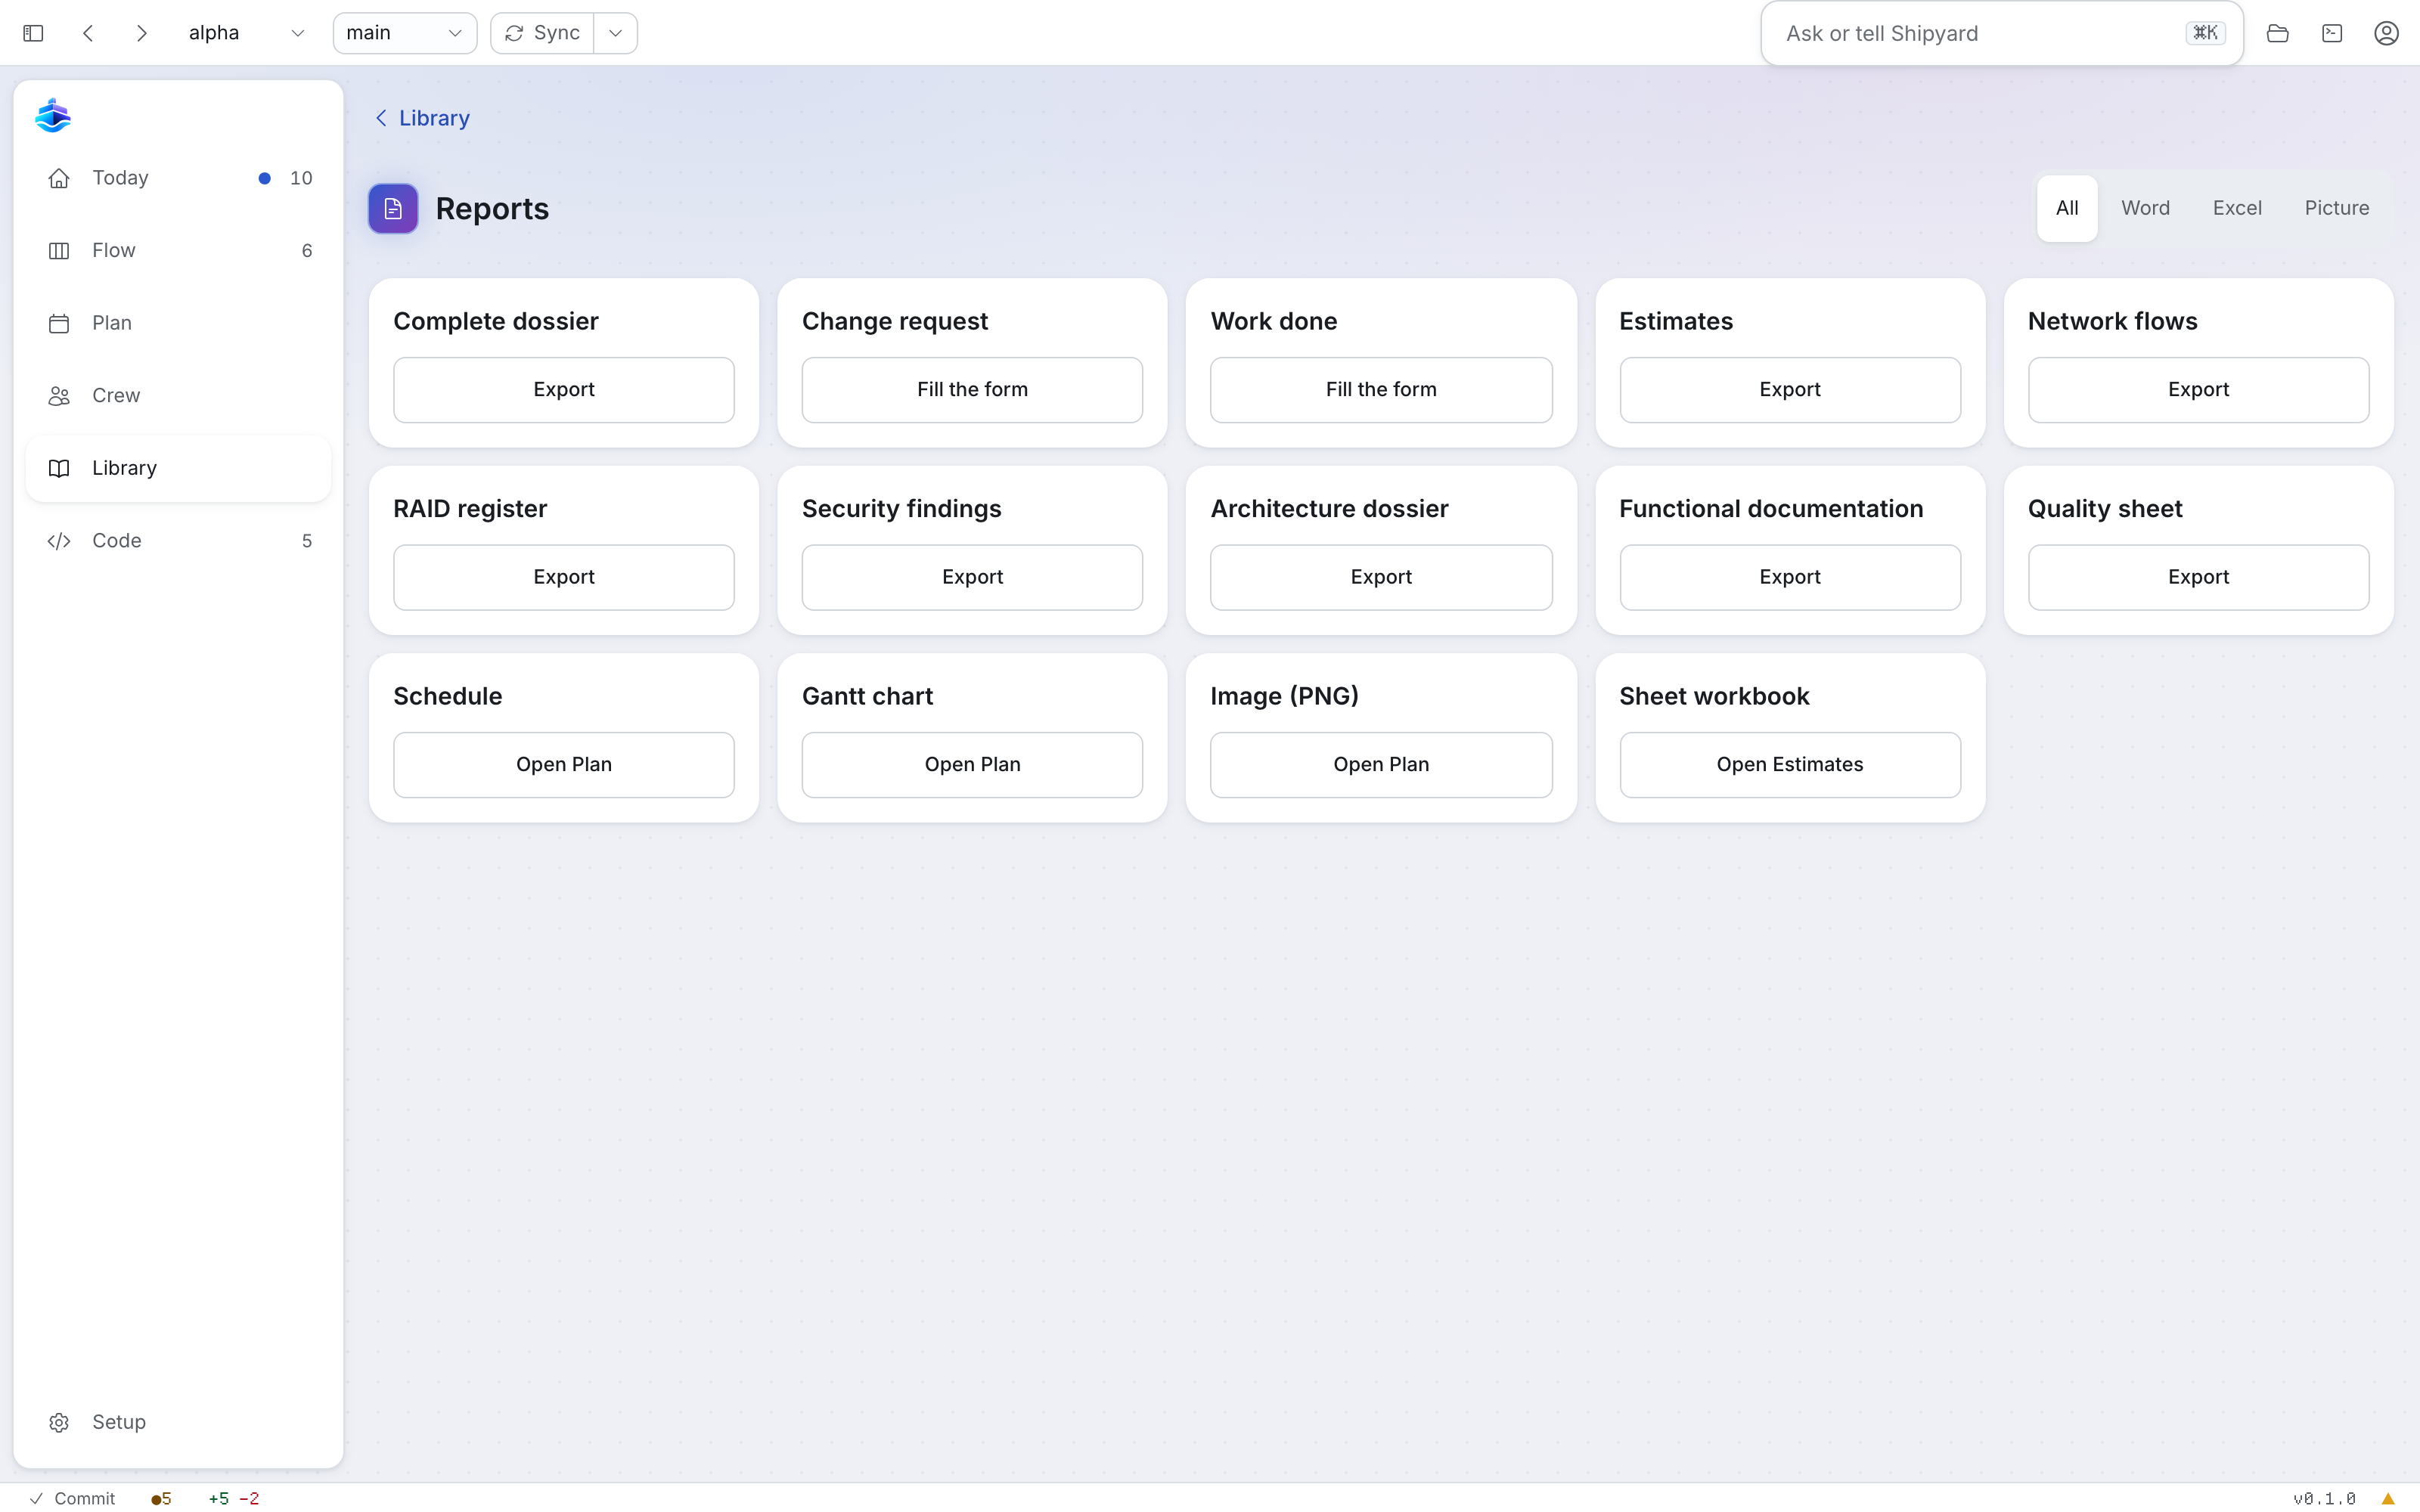 alpha
main
Sync
Ask or tell Shipyard
⌘K
Today 10
Flow 6
Plan
Crew
Library
Code 5
Setup
Library
Reports
All Word Excel Picture
Complete dossier
Export
Change request
Fill the form
Work done
Fill the form
Estimates
Export
Network flows
Export
RAID register
Export
Security findings
Export
Architecture dossier
Export
Functional documentation
Export
Quality sheet
Export
Schedule
Open Plan
Gantt chart
Open Plan
Image (PNG)
Open Plan
Sheet workbook
Open Estimates
Commit ●5 +5 −2
v0.1.0